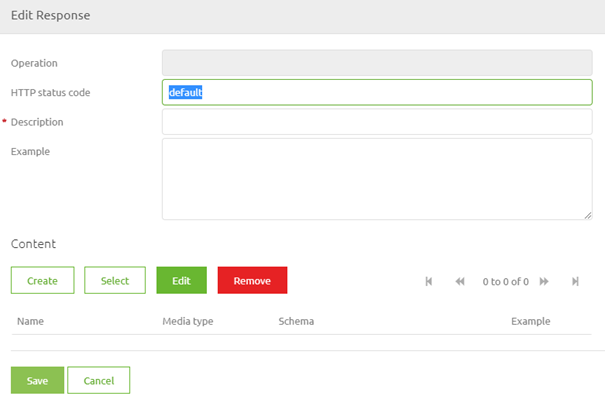 Edit Response
Operation
HTTP status code default
* Description
Example
Content
Create Select Edit Remove 0 to 0 of 0
Name Media type Schema Example
Save Cancel